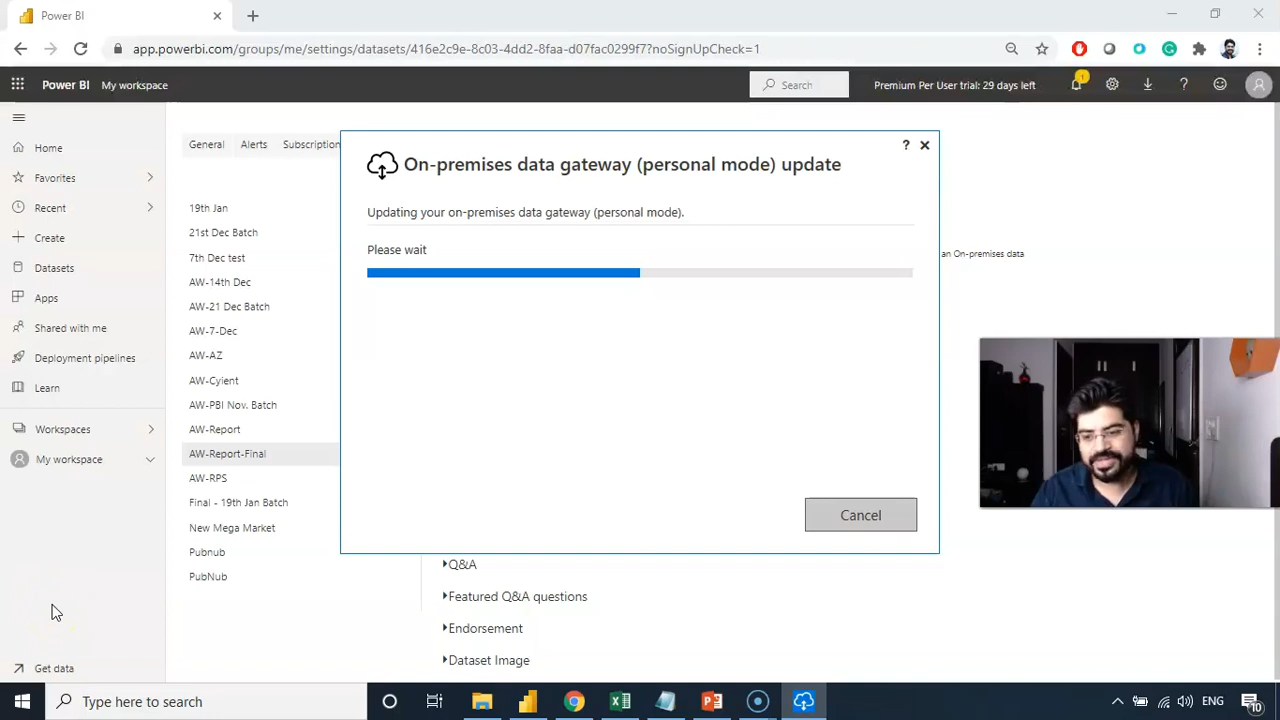 Power BI
app.powerbi.com/groups/me/settings/datasets/416e2c9e-8c03-4dd2-8faa-d07fac0299f7?noSignUpCheck=1
Power BI My workspace
Search
Premium Per User trial: 29 days left
1
Home
Favorites
Recent
Create
Datasets
Apps
Shared with me
Deployment pipelines
Learn
Workspaces
My workspace
Get data
General Alerts Subscription
19th Jan
21st Dec Batch
7th Dec test
AW-14th Dec
AW-21 Dec Batch
AW-7-Dec
AW-AZ
AW-Cyient
AW-PBI Nov. Batch
AW-Report
AW-Report-Final
AW-RPS
Final - 19th Jan Batch
New Mega Market
Pubnub
PubNub
On-premises data gateway (personal mode) update
Updating your on-premises data gateway (personal mode).
Please wait
Cancel
an On-premises data
Q&A
Featured Q&A questions
Endorsement
Dataset Image
Type here to search
ENG
10